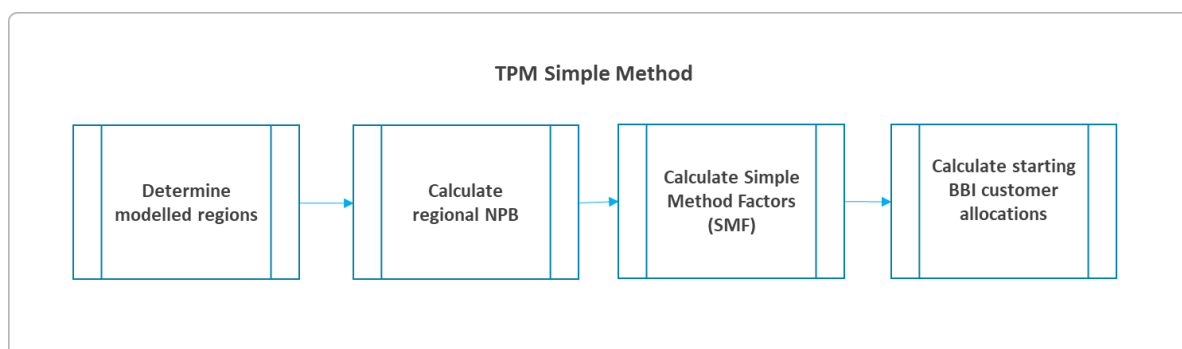 TPM Simple Method
Determine
modelled regions
Calculate
regional NPB
Calculate Simple
Method Factors
(SMF)
Calculate starting
BBI customer
allocations